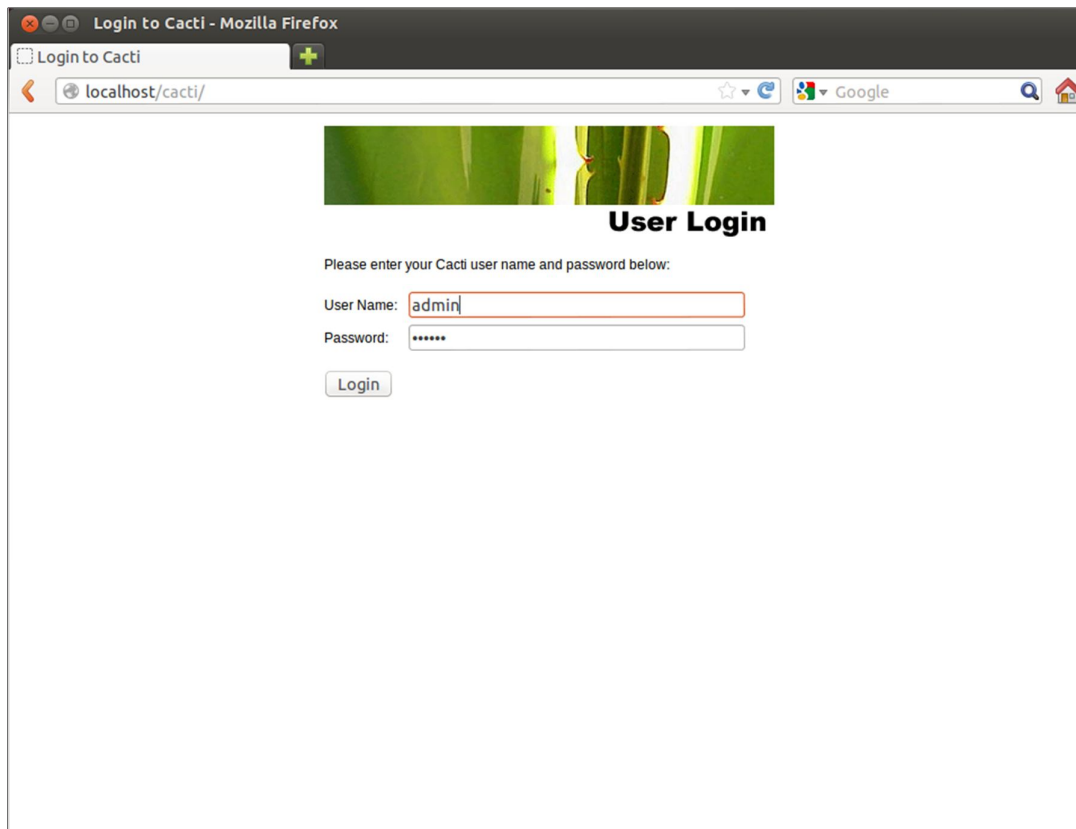 Login to Cacti - Mozilla Firefox
Login to Cacti
localhost/cacti/
Google
User Login
Please enter your Cacti user name and password below:
User Name: admin
Password: ••••••
Login